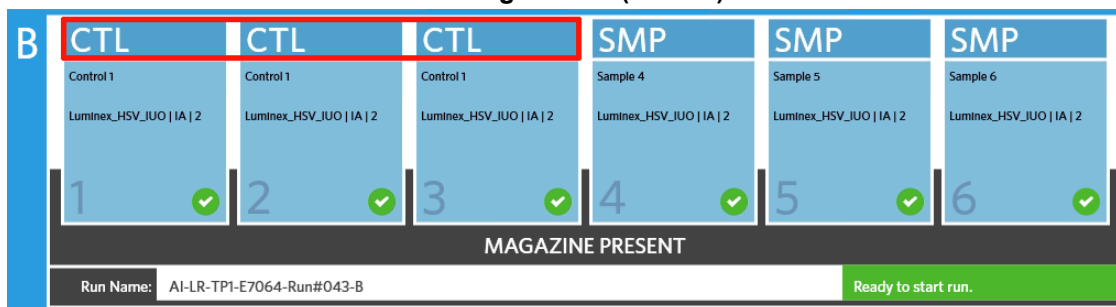 B
CTL CTL CTL SMP SMP SMP
Control 1 Control 1 Control 1 Sample 4 Sample 5 Sample 6
Luminex_HSV_IUO | IA | 2 Luminex_HSV_IUO | IA | 2 Luminex_HSV_IUO | IA | 2 Luminex_HSV_IUO | IA | 2 Luminex_HSV_IUO | IA | 2 Luminex_HSV_IUO | IA | 2
1 2 3 4 5 6
MAGAZINE PRESENT
Run Name: AI-LR-TP1-E7064-Run#043-B Ready to start run.